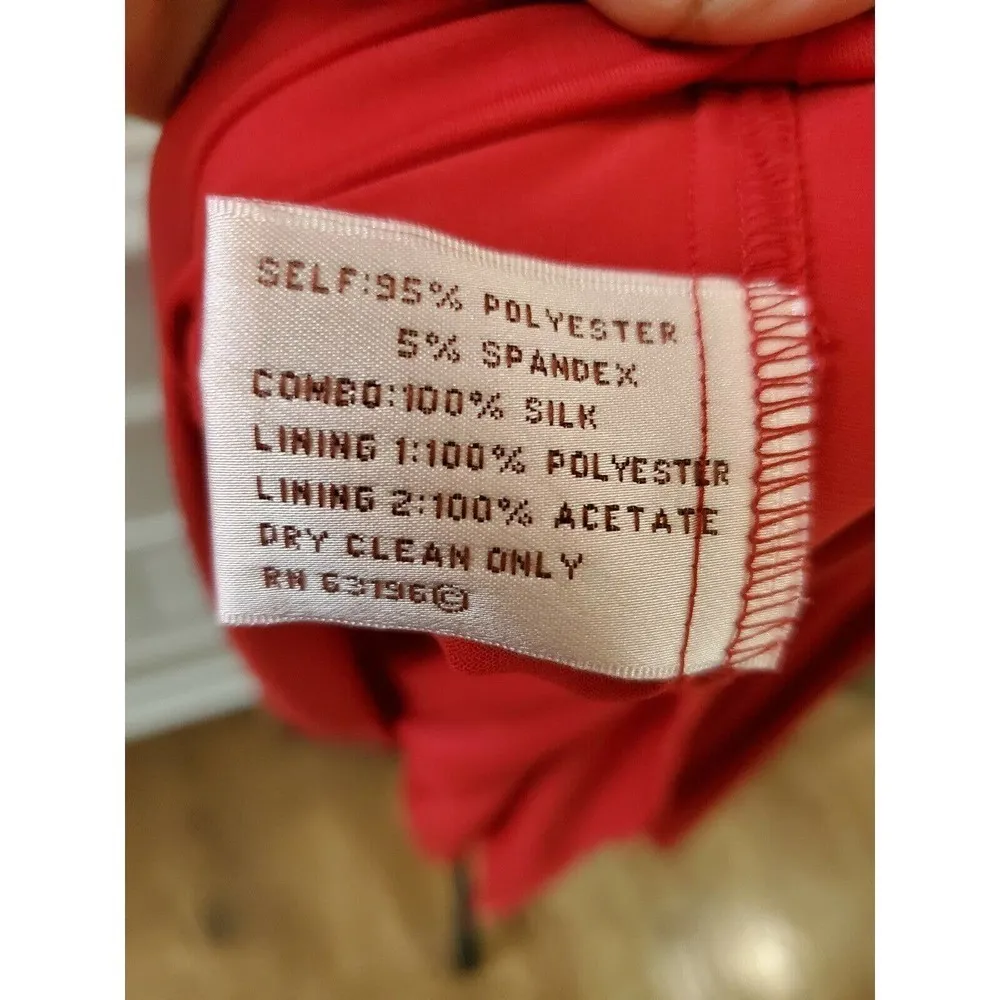 SELF:95% POLYESTER
5% SPANDEX
COMBO:100% SILK
LINING 1:100% POLYESTER
LINING 2:100% ACETATE
DRY CLEAN ONLY
RN 63196©